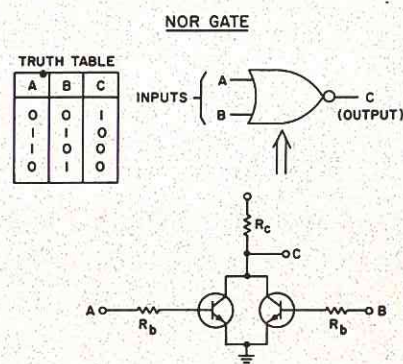 NOR GATE
TRUTH TABLE
A B C
0 0 1
1 1 0
1 0 0
0 1 0
INPUTS
A
B
C
(OUTPUT)
Rc
C
A
Rb
Rb
B